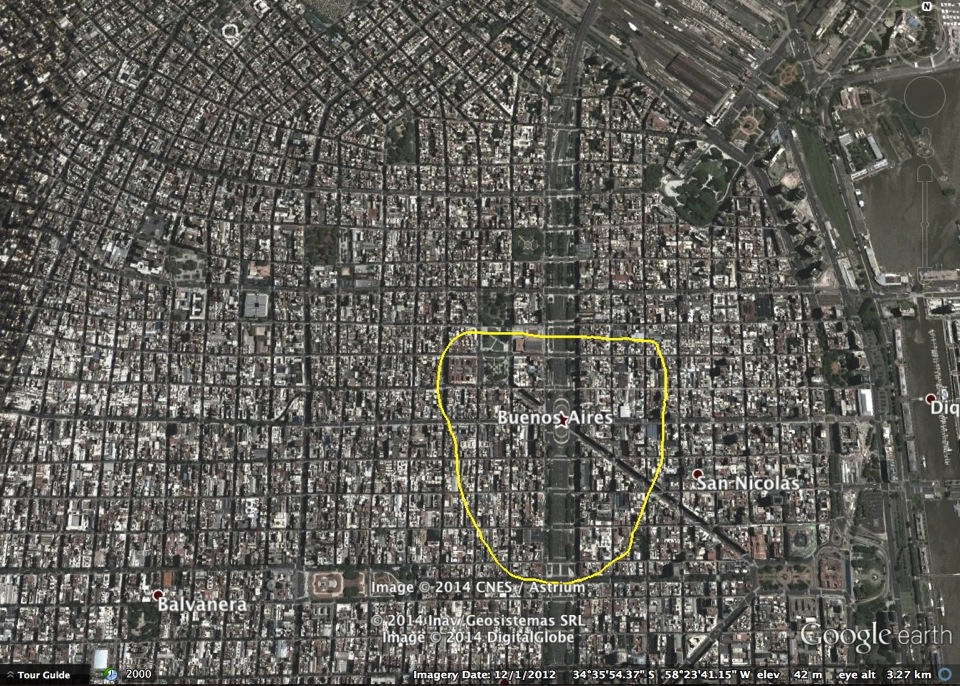 N
Buenos Aires
Diq
San Nicolás
Balvanera
Image © 2014 CNES / Astrium
© 2014 Inav/Geosistemas SRL
Image © 2014 DigitalGlobe
Google earth
Tour Guide
2000
Imagery Date: 12/1/2012 34°35'54.37" S 58°23'41.15" W elev 42 m eye alt 3.27 km